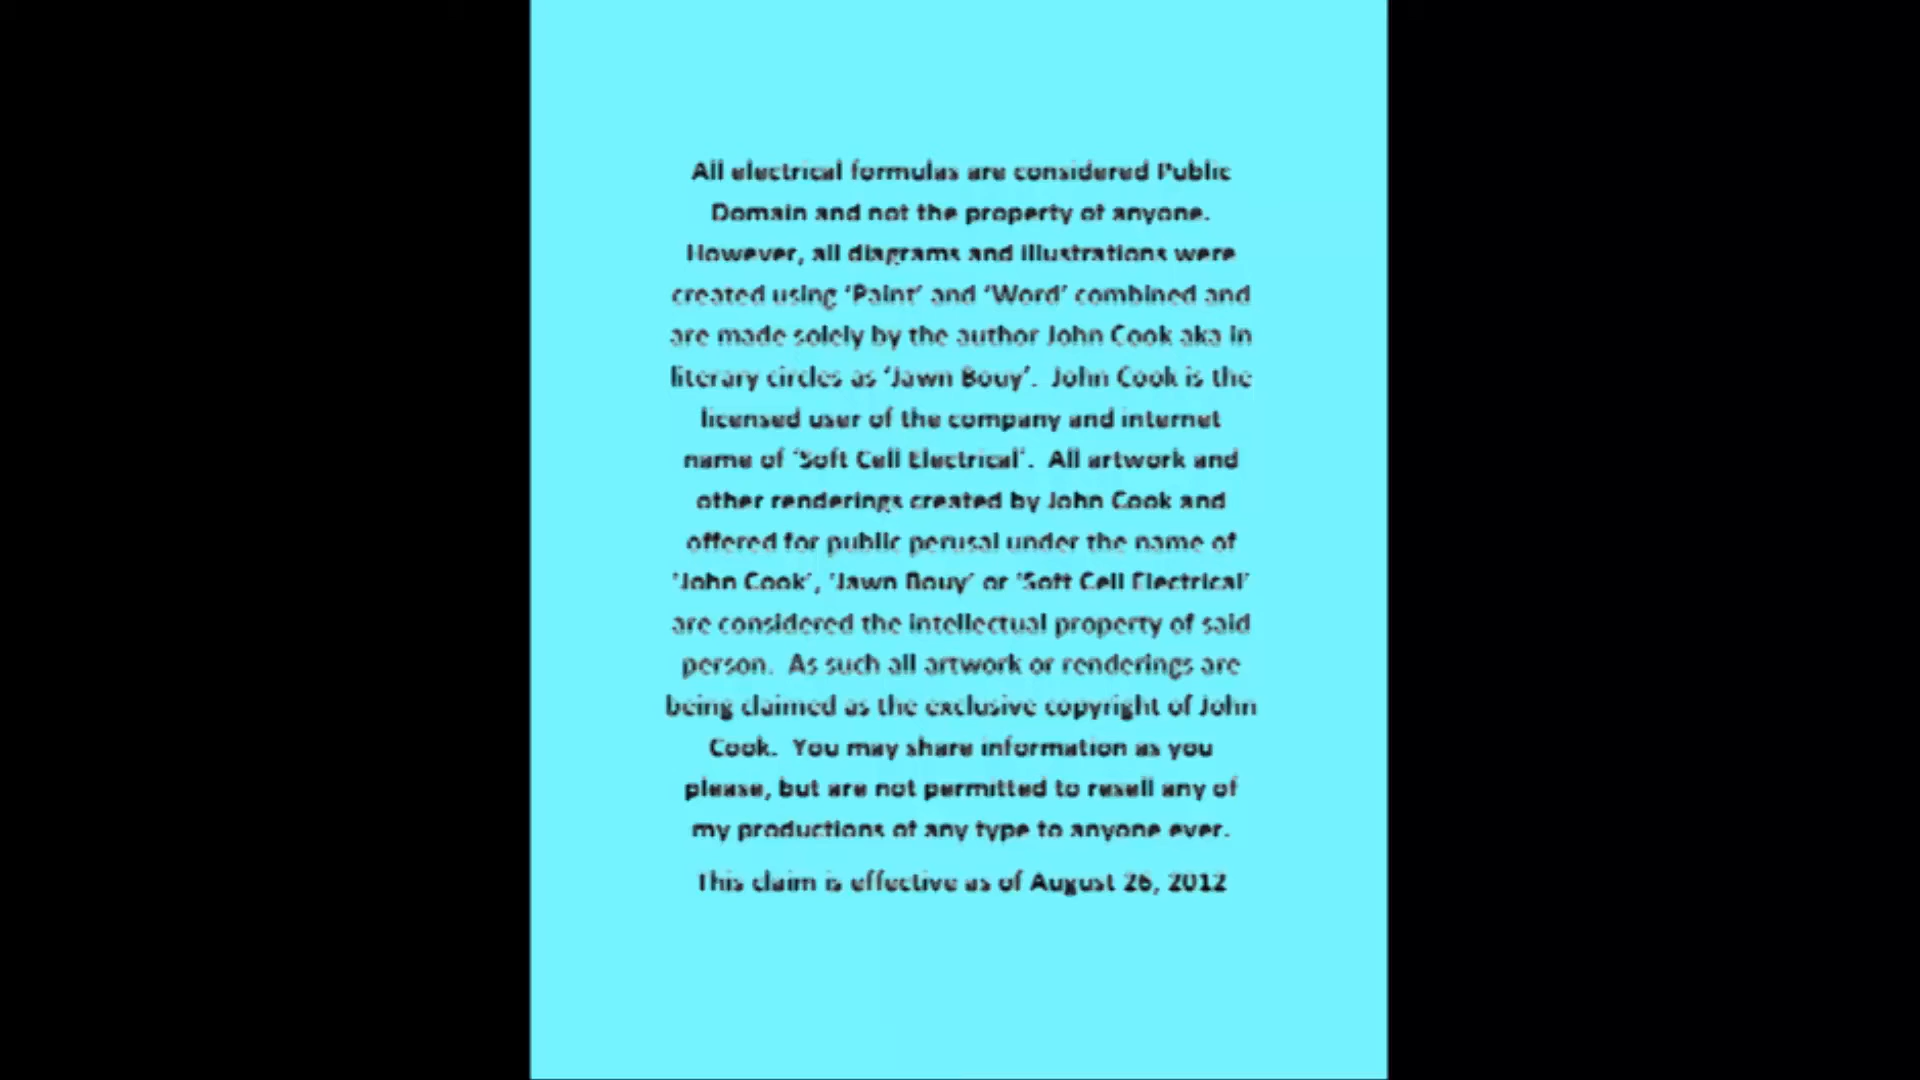 All electrical formulas are considered Public
Domain and not the property of anyone.
However, all diagrams and illustrations were
created using ‘Paint’ and ‘Word’ combined and
are made solely by the author John Cook aka in
literary circles as ‘Jawn Bouy’. John Cook is the
licensed user of the company and internet
name of ‘Soft Cell Electrical’. All artwork and
other renderings created by John Cook and
offered for public perusal under the name of
‘John Cook’, ‘Jawn Bouy’ or ‘Soft Cell Electrical’
are considered the intellectual property of said
person. As such all artwork or renderings are
being claimed as the exclusive copyright of John
Cook. You may share information as you
please, but are not permitted to resell any of
my productions of any type to anyone ever.
This claim is effective as of August 26, 2012